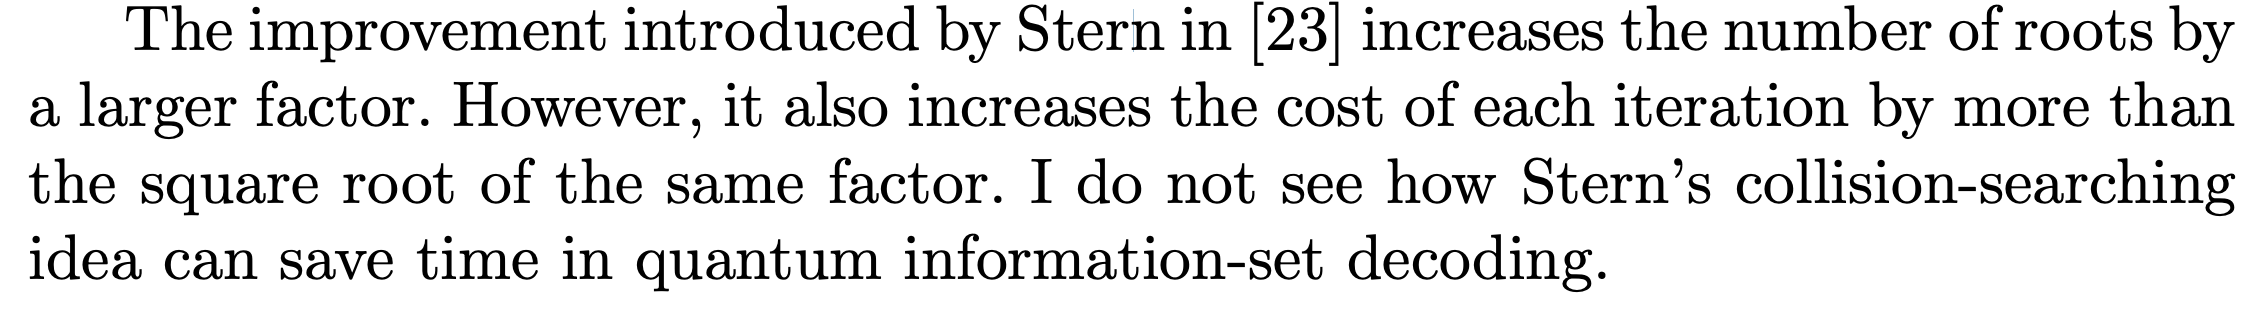 The improvement introduced by Stern in [23] increases the number of roots by
a larger factor. However, it also increases the cost of each iteration by more than
the square root of the same factor. I do not see how Stern’s collision-searching
idea can save time in quantum information-set decoding.